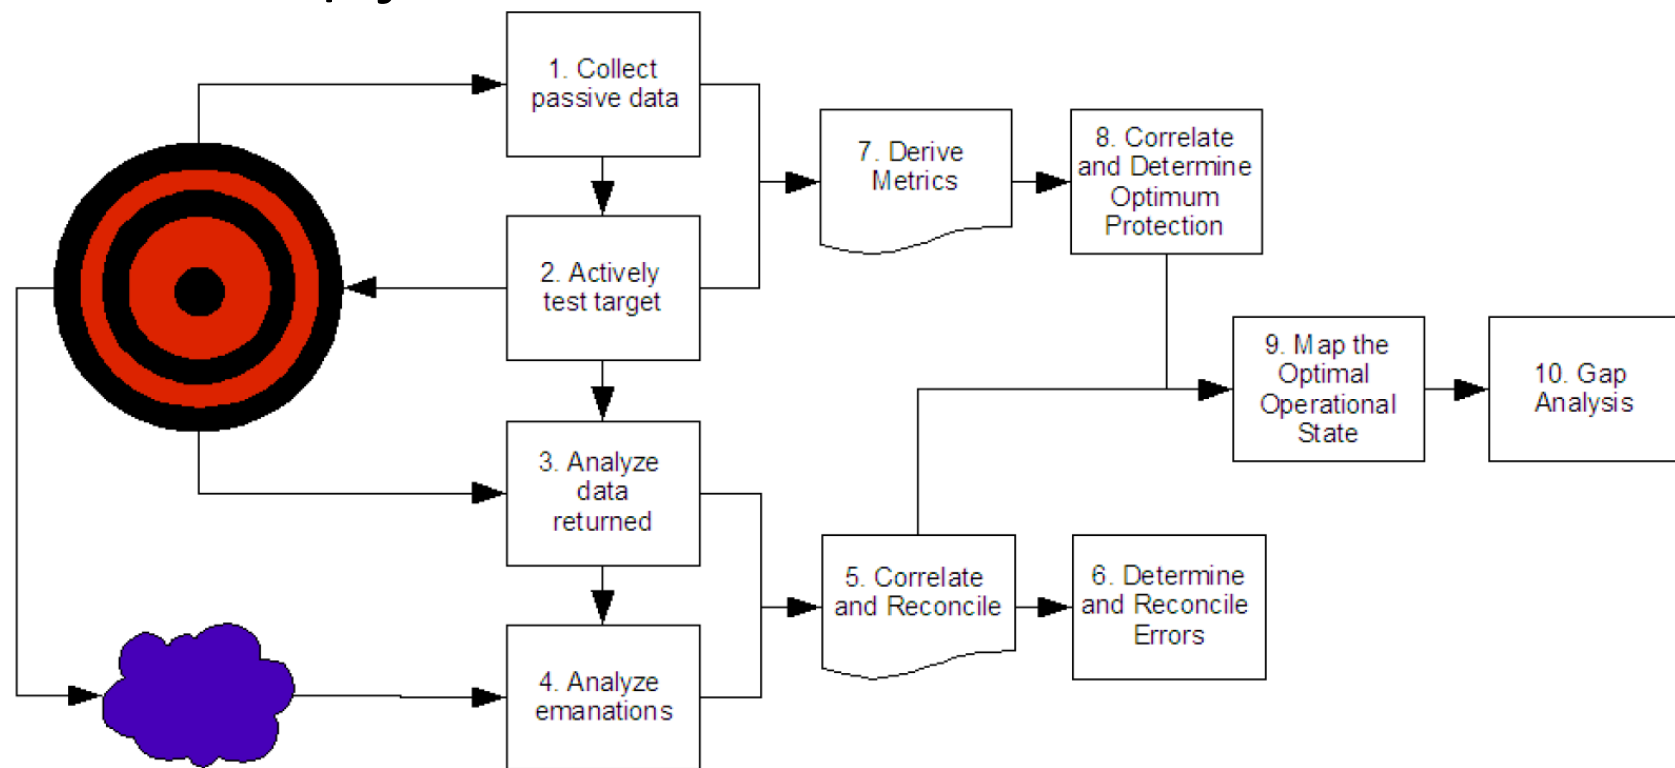 1. Collect
passive data
2. Actively
test target
3. Analyze
data
returned
4. Analyze
emanations
5. Correlate
and Reconcile
6. Determine
and Reconcile
Errors
7. Derive
Metrics
8. Correlate
and Determine
Optimum
Protection
9. Map the
Optimal
Operational
State
10. Gap
Analysis